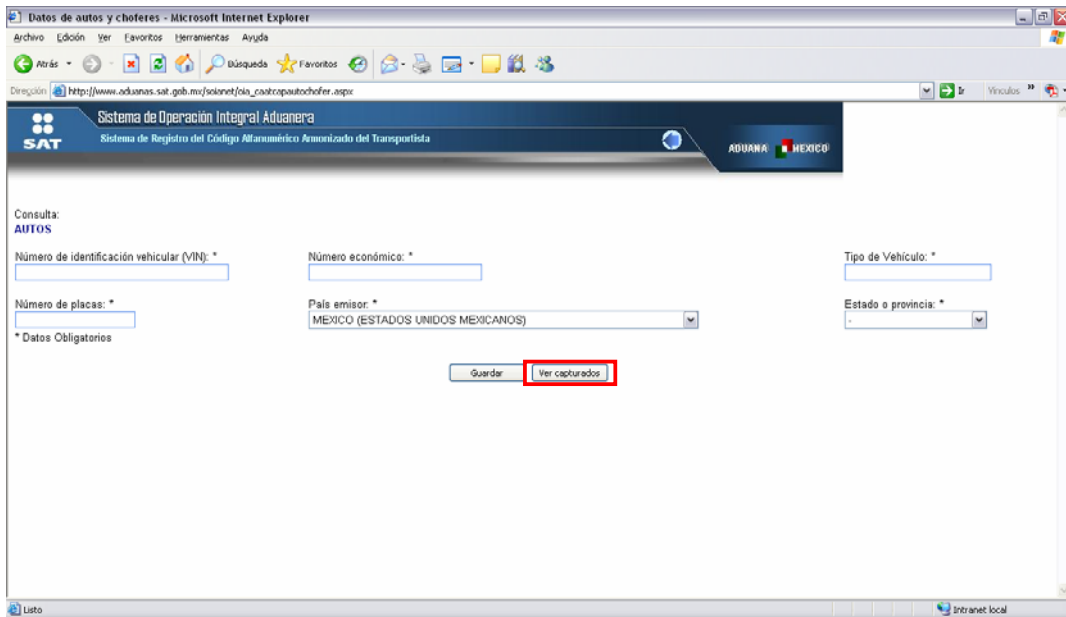 Datos de autos y choferes - Microsoft Internet Explorer
Archivo Edición Ver Favoritos Herramientas Ayuda
Atrás Búsqueda Favoritos
Dirección http://www.aduanas.sat.gob.mx/soianet/oia_caatcapautochofer.aspx Ir Vínculos »
Sistema de Operación Integral Aduanera
SAT Sistema de Registro del Código Alfanumérico Armonizado del Transportista
ADUANA MEXICO
Consulta:
AUTOS
Número de identificación vehicular (VIN): * Número económico: * Tipo de Vehículo: *
Número de placas: * País emisor: * Estado o provincia: *
MEXICO (ESTADOS UNIDOS MEXICANOS) -
* Datos Obligatorios
Guardar Ver capturados
Listo Intranet local